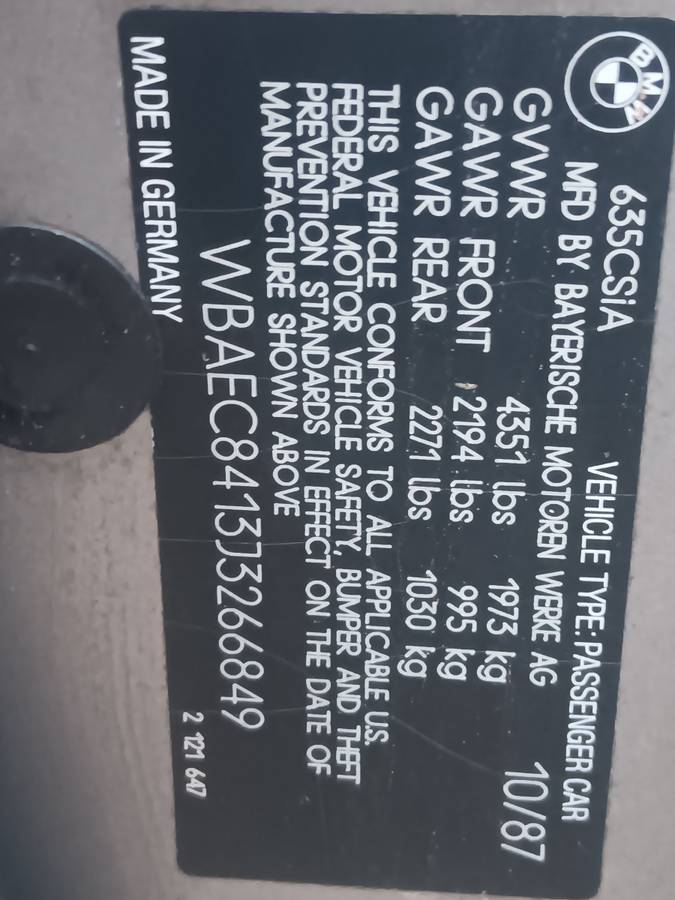 BMW
635CSiA VEHICLE TYPE: PASSENGER CAR
MFD BY BAYERISCHE MOTOREN WERKE AG
GVWR 4351 lbs 1973 kg 10/87
GAWR FRONT 2194 lbs 995 kg
GAWR REAR 2271 lbs 1030 kg
THIS VEHICLE CONFORMS TO ALL APPLICABLE U.S.
FEDERAL MOTOR VEHICLE SAFETY, BUMPER AND THEFT
PREVENTION STANDARDS IN EFFECT ON THE DATE OF
MANUFACTURE SHOWN ABOVE
WBAEC8413J3266849
MADE IN GERMANY 2 121 647